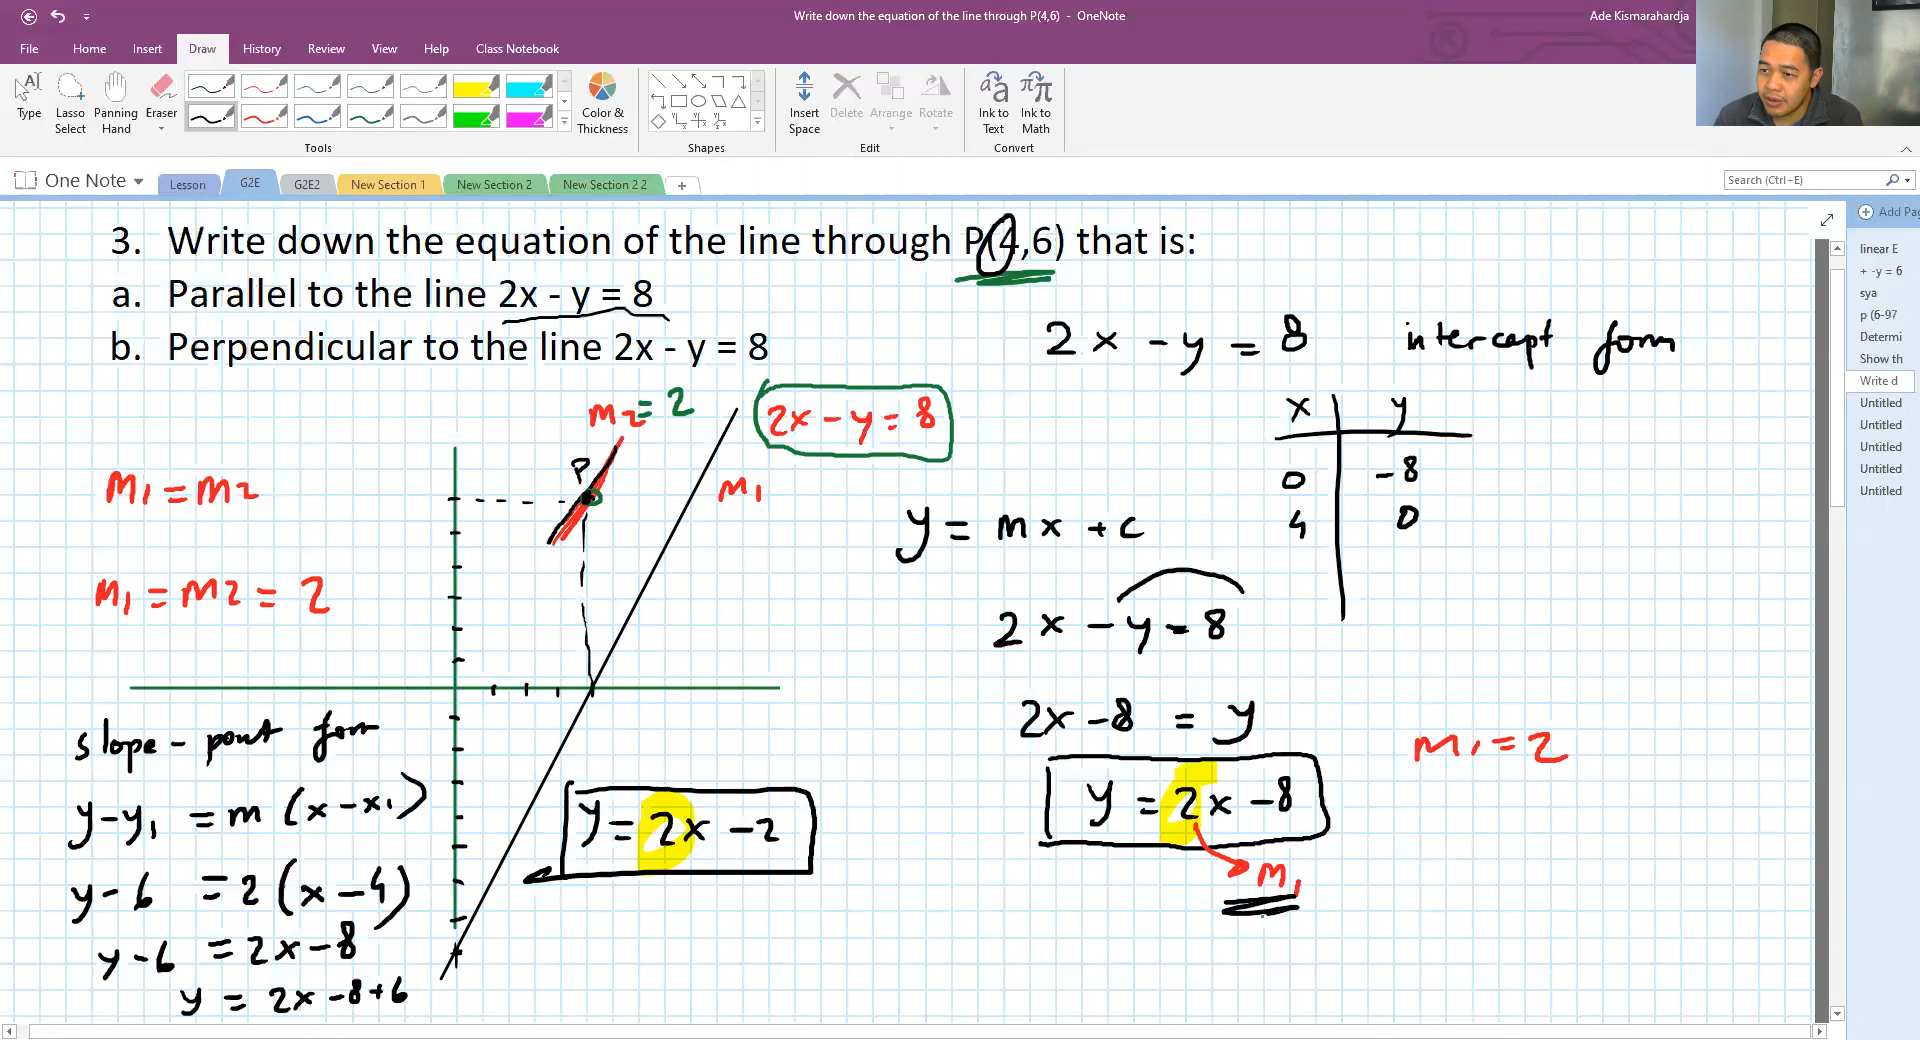 Write down the equation of the line through P(4,6) - OneNote
Ade Kismarahardja
File Home Insert Draw History Review View Help Class Notebook
Type
Lasso Select
Panning Hand
Eraser
Color & Thickness
Insert Space
Delete
Arrange
Rotate
Ink to Text
Ink to Math
Tools
Shapes
Edit
Convert
One Note
Lesson G2E G2E2 New Section 1 New Section 2 New Section 2 2 +
Search (Ctrl+E)
Add Pag
linear E
+ -y = 6
sya
p (6-97
Determi
Show th
Write d
Untitled
Untitled
Untitled
Untitled
Untitled
3. Write down the equation of the line through P(4,6) that is:
a. Parallel to the line 2x - y = 8
b. Perpendicular to the line 2x - y = 8
2x - y = 8 intercept form
x y
0 -8
4 0
m2 = 2
2x - y = 8
P
m1
m1 = m2
m1 = m2 = 2
y = mx + c
2x - y = 8
2x - 8 = y
y = 2x - 8
m1
m1 = 2
slope - point form
y - y1 = m (x - x1)
y - 6 = 2 (x - 4)
y - 6 = 2x - 8
y = 2x - 8 + 6
y = 2x - 2